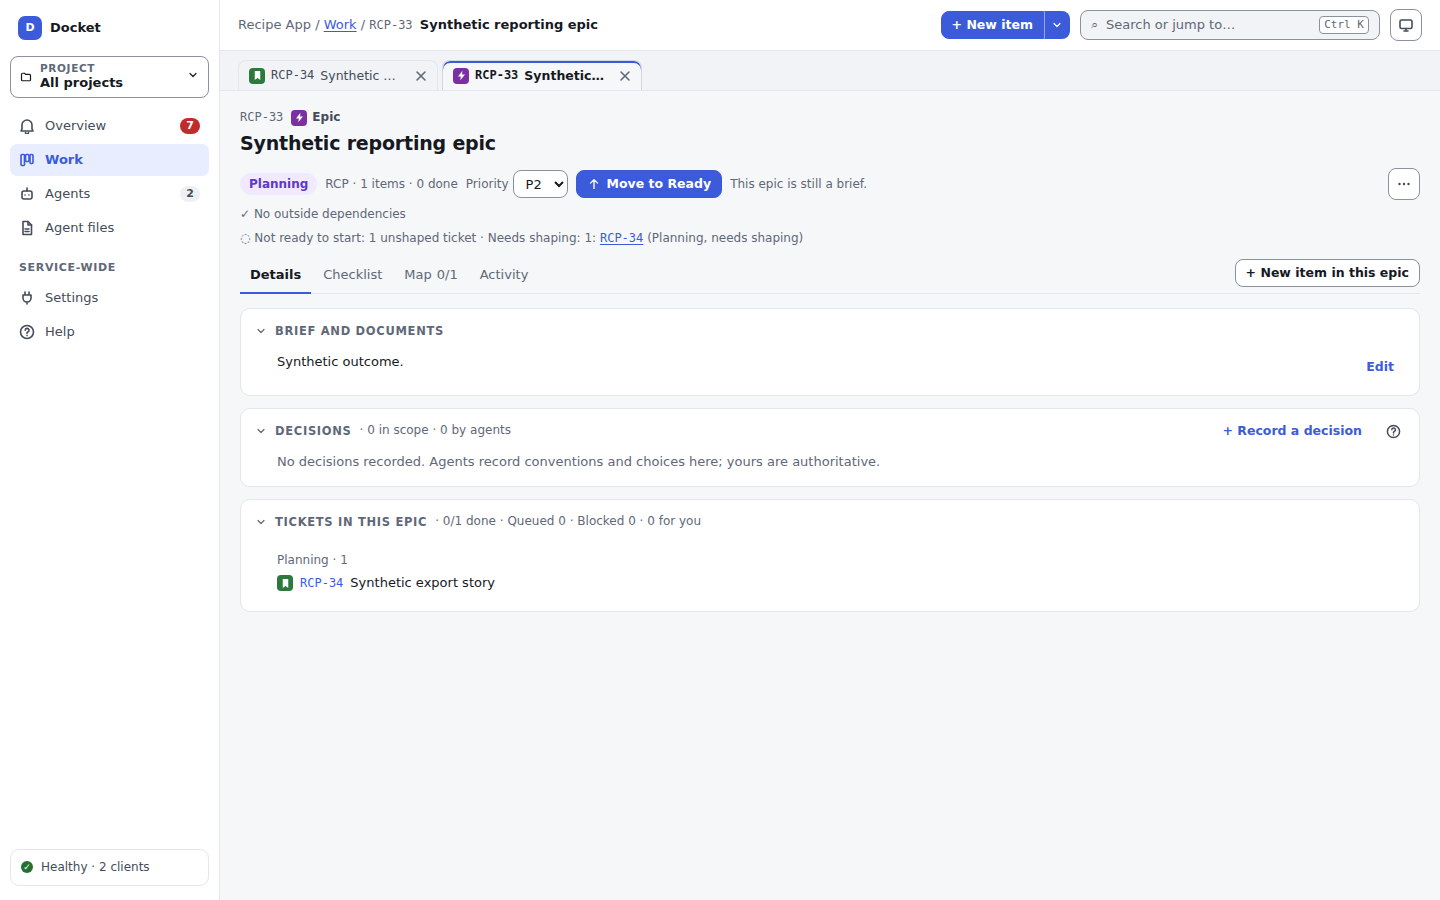 D Docket
PROJECT
All projects
Overview 7
Work
Agents 2
Agent files
SERVICE-WIDE
Settings
Help
✓ Healthy · 2 clients
Recipe App / Work / RCP-33 Synthetic reporting epic
+ New item
Search or jump to… Ctrl K
RCP-34 Synthetic …
RCP-33 Synthetic…
RCP-33 Epic
Synthetic reporting epic
Planning RCP · 1 items · 0 done Priority P2 ↑ Move to Ready This epic is still a brief. ⋯
✓ No outside dependencies
◌ Not ready to start: 1 unshaped ticket · Needs shaping: 1: RCP-34 (Planning, needs shaping)
Details Checklist Map 0/1 Activity
+ New item in this epic
BRIEF AND DOCUMENTS
Synthetic outcome.
Edit
DECISIONS · 0 in scope · 0 by agents
+ Record a decision
No decisions recorded. Agents record conventions and choices here; yours are authoritative.
TICKETS IN THIS EPIC · 0/1 done · Queued 0 · Blocked 0 · 0 for you
Planning · 1
RCP-34 Synthetic export story